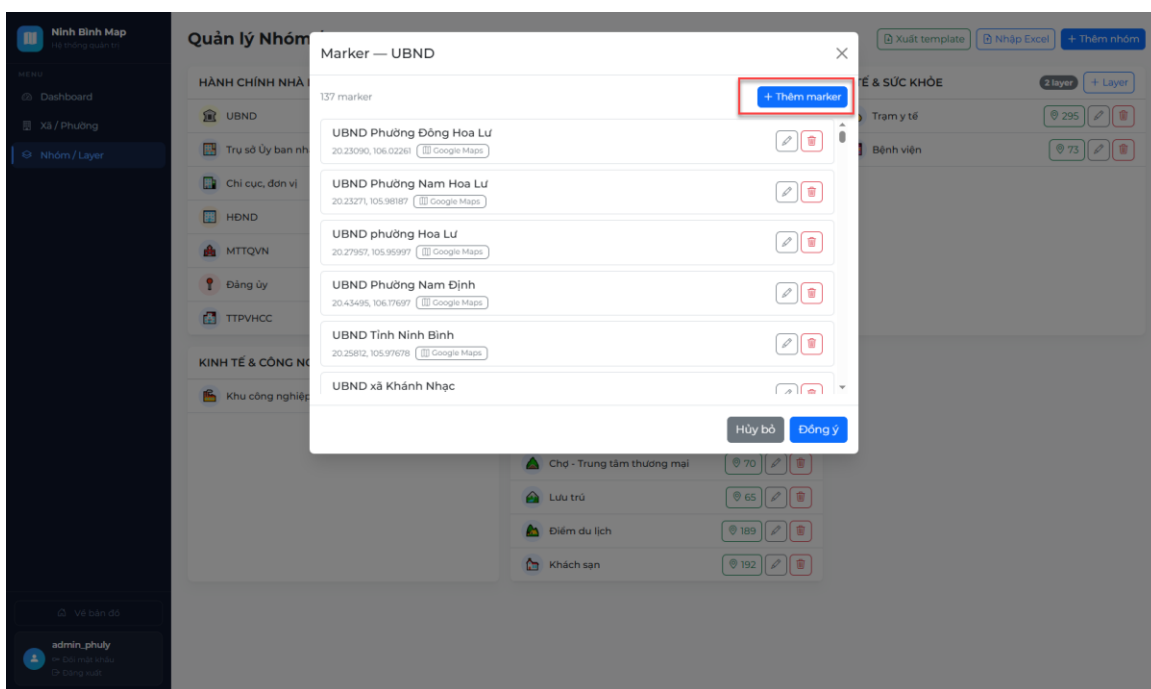 Ninh Bình Map
Hệ thống quản trị
MENU
Dashboard
Xã / Phường
Nhóm / Layer
Về bản đồ
admin_phuly
Đổi mật khẩu
Đăng xuất
Quản lý Nhóm
Xuất template
Nhập Excel
+ Thêm nhóm
HÀNH CHÍNH NHÀ
UBND
Trụ sở Ủy ban nh
Chi cục, đơn vị
HĐND
MTTQVN
Đảng ủy
TTPVHCC
KINH TẾ & CÔNG NG
Khu công nghiệp
Marker — UBND
137 marker
+ Thêm marker
UBND Phường Đông Hoa Lư
20.23090, 106.02261 Google Maps
UBND Phường Nam Hoa Lư
20.23271, 105.98187 Google Maps
UBND phường Hoa Lư
20.27957, 105.95997 Google Maps
UBND Phường Nam Định
20.43495, 106.17697 Google Maps
UBND Tỉnh Ninh Bình
20.25812, 105.97678 Google Maps
UBND xã Khánh Nhạc
Hủy bỏ
Đồng ý
TẾ & SỨC KHỎE
2 layer
+ Layer
Trạm y tế
295
Bệnh viện
73
Chợ - Trung tâm thương mại
70
Lưu trú
65
Điểm du lịch
189
Khách sạn
192